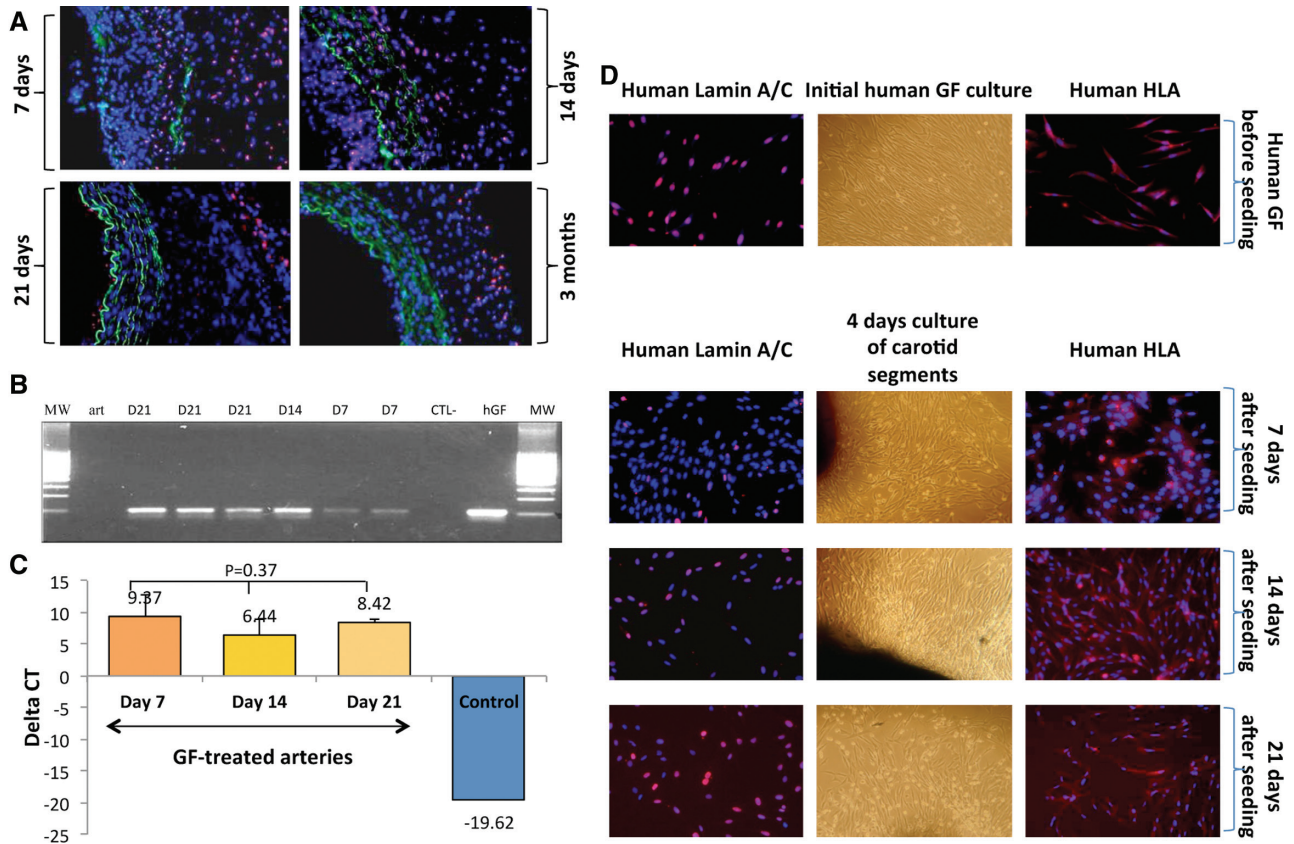 A
7 days
14 days
21 days
3 months
B
MW art D21 D21 D21 D14 D7 D7 CTL- hGF MW
C
15
10
5
0
-5
-10
-15
-20
-25
Delta CT
P=0.37
9.37
6.44
8.42
-19.62
Day 7
Day 14
Day 21
Control
GF-treated arteries
D
Human Lamin A/C
Initial human GF culture
Human HLA
Human GF
before seeding
Human Lamin A/C
4 days culture
of carotid
segments
Human HLA
7 days
after seeding
14 days
after seeding
21 days
after seeding